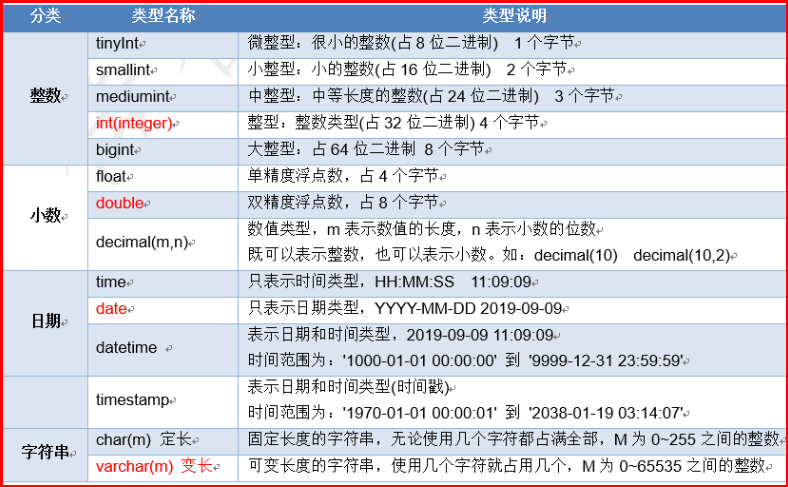 分类 类型名称 类型说明
整数 tinyInt 微整型：很小的整数(占 8 位二进制) 1 个字节
smallint 小整型：小的整数(占 16 位二进制) 2 个字节
mediumint 中整型：中等长度的整数(占 24 位二进制) 3 个字节
int(integer) 整型：整数类型(占 32 位二进制) 4 个字节
bigint 大整型：占 64 位二进制 8 个字节
小数 float 单精度浮点数，占 4 个字节
double 双精度浮点数，占 8 个字节
decimal(m,n) 数值类型，m 表示数值的长度，n 表示小数的位数
既可以表示整数，也可以表示小数。如：decimal(10) decimal(10,2)
日期 time 只表示时间类型，HH:MM:SS 11:09:09
date 只表示日期类型，YYYY-MM-DD 2019-09-09
datetime 表示日期和时间类型，2019-09-09 11:09:09
时间范围为：'1000-01-01 00:00:00' 到 '9999-12-31 23:59:59'
timestamp 表示日期和时间类型(时间戳)
时间范围为：'1970-01-01 00:00:01' 到 '2038-01-19 03:14:07'
字符串 char(m) 定长 固定长度的字符串，无论使用几个字符都占满全部，M 为 0~255 之间的整数
varchar(m) 变长 可变长度的字符串，使用几个字符就占用几个，M 为 0~65535 之间的整数